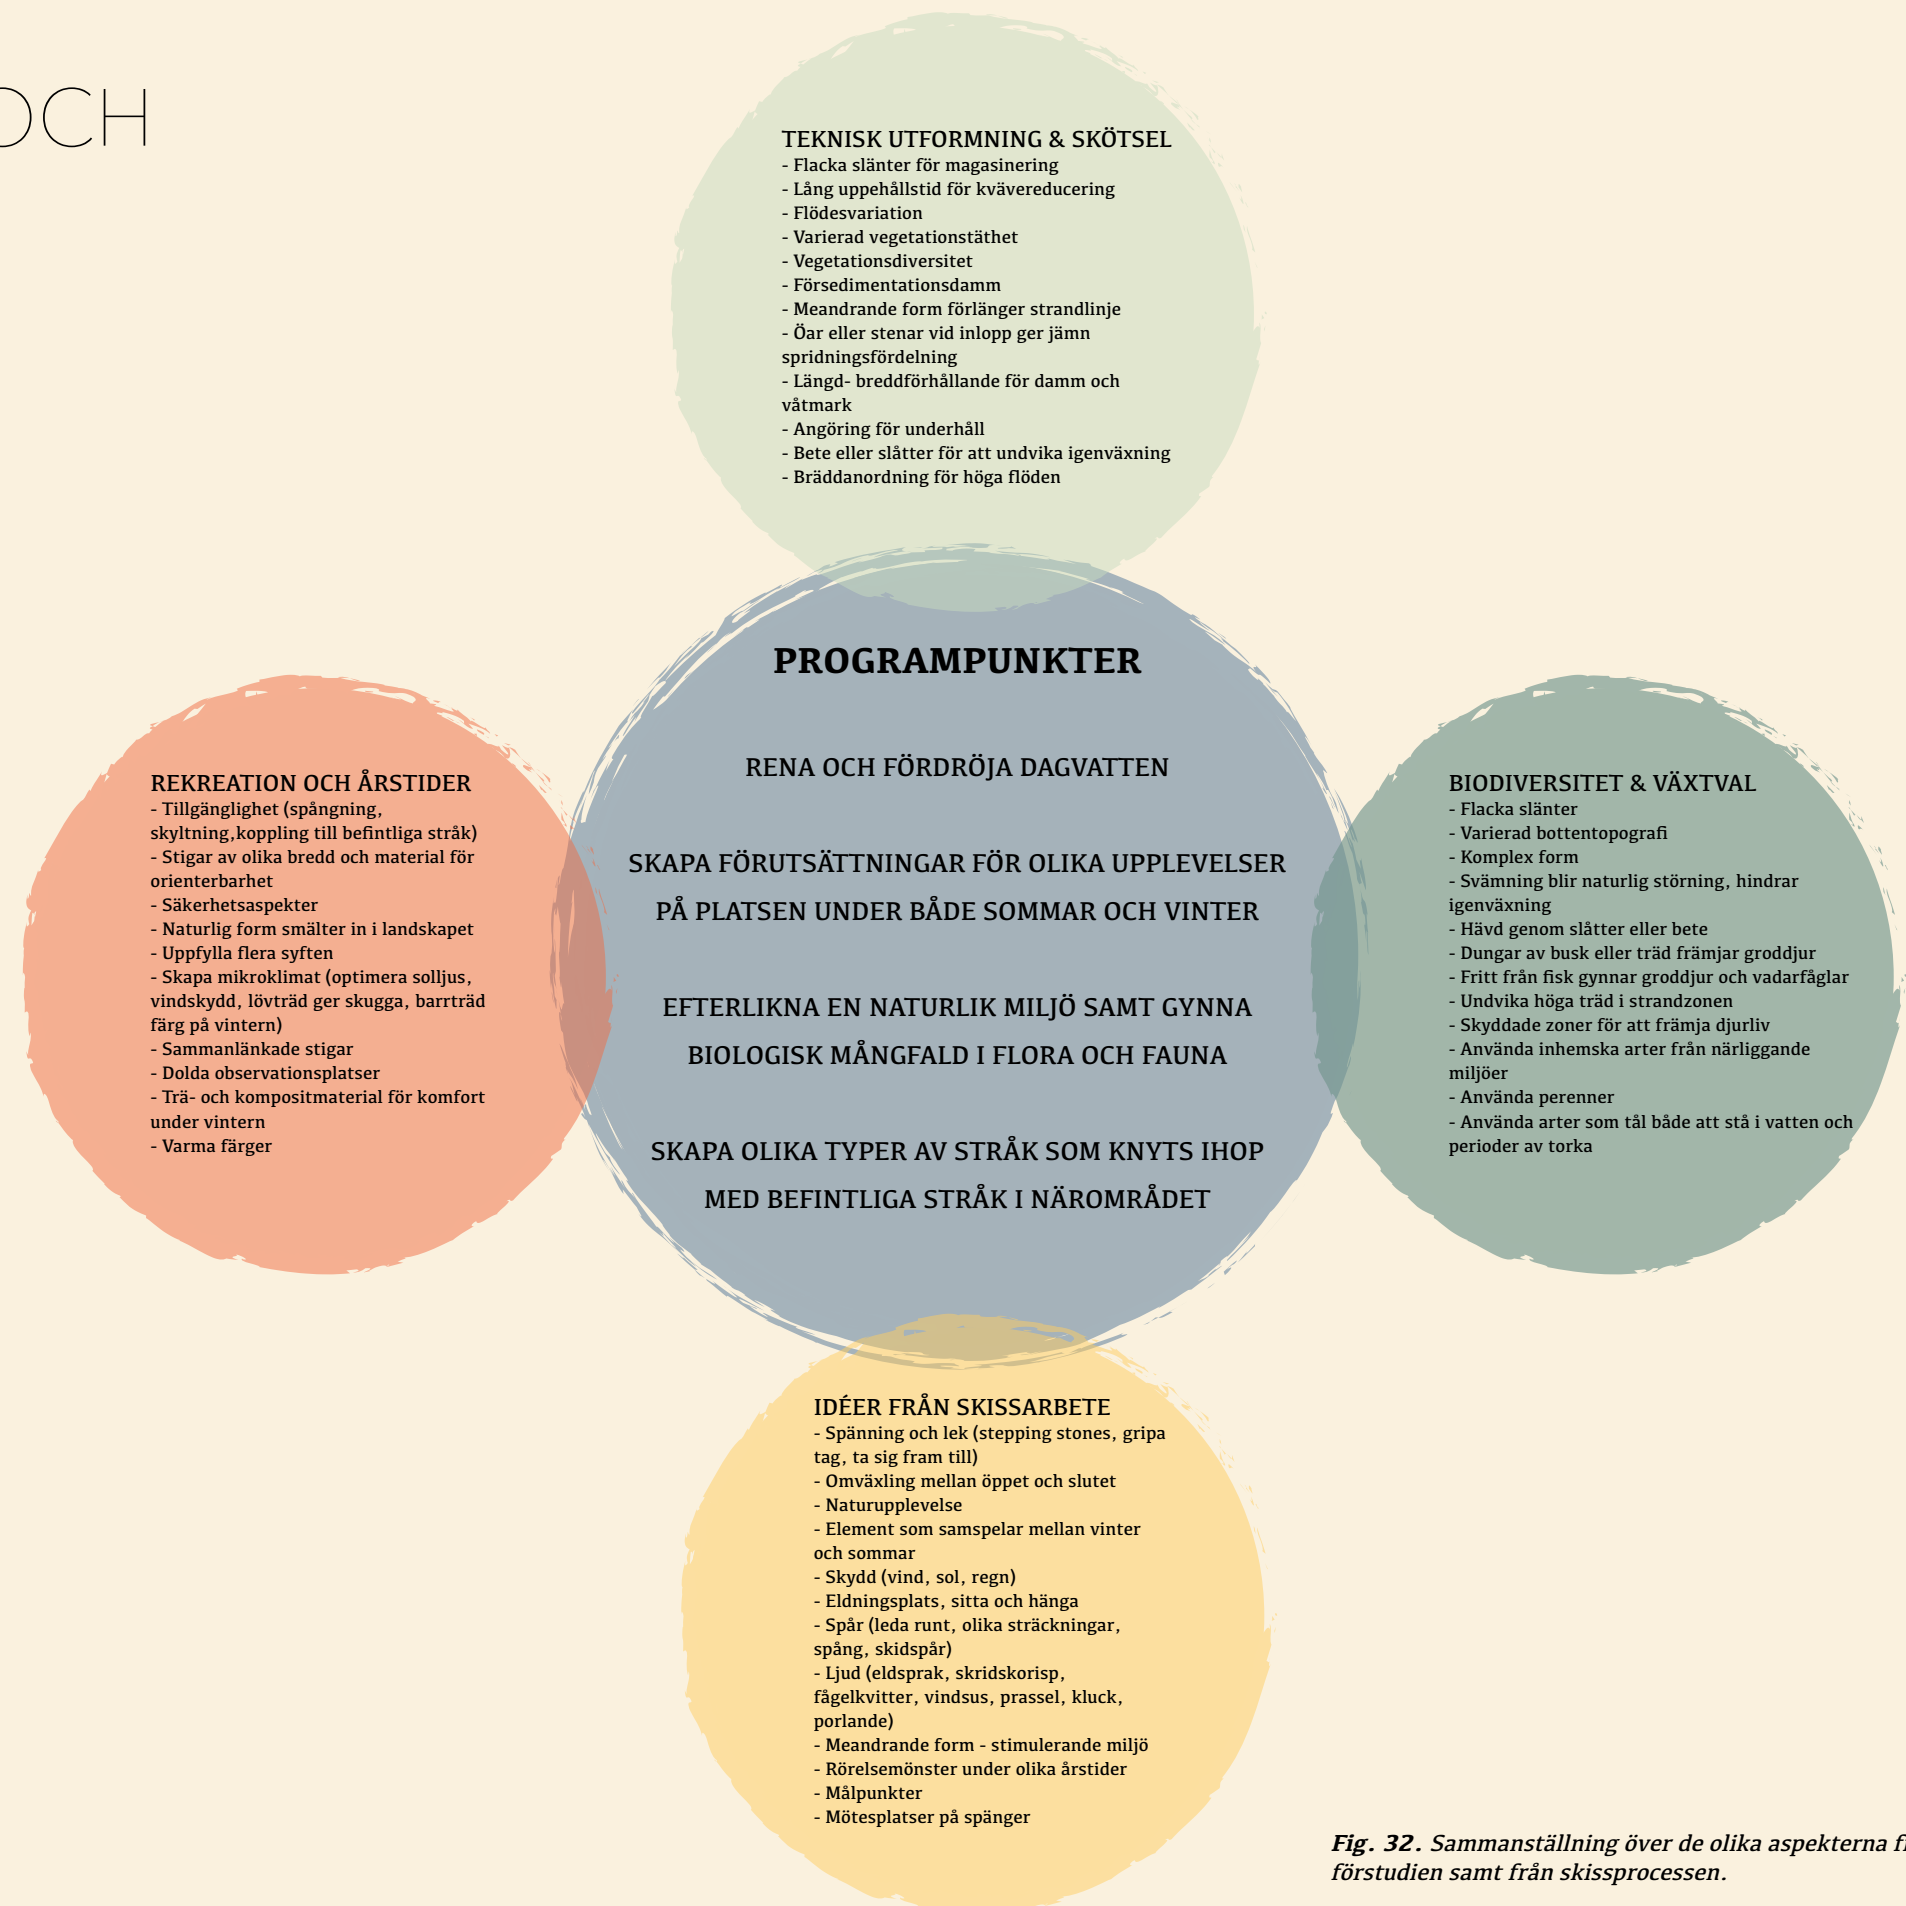 OCH
TEKNISK UTFORMNING & SKÖTSEL
- Flacka slänter för magasinering
- Lång uppehållstid för kvävereducering
- Flödesvariation
- Varierad vegetationstäthet
- Vegetationsdiversitet
- Försedimentationsdamm
- Meandrande form förlänger strandlinje
- Öar eller stenar vid inlopp ger jämn
spridningsfördelning
- Längd- breddförhållande för damm och
våtmark
- Angöring för underhåll
- Bete eller slåtter för att undvika igenväxning
- Bräddanordning för höga flöden
PROGRAMPUNKTER
RENA OCH FÖRDRÖJA DAGVATTEN
SKAPA FÖRUTSÄTTNINGAR FÖR OLIKA UPPLEVELSER
PÅ PLATSEN UNDER BÅDE SOMMAR OCH VINTER
EFTERLIKNA EN NATURLIK MILJÖ SAMT GYNNA
BIOLOGISK MÅNGFALD I FLORA OCH FAUNA
SKAPA OLIKA TYPER AV STRÅK SOM KNYTS IHOP
MED BEFINTLIGA STRÅK I NÄROMRÅDET
REKREATION OCH ÅRSTIDER
- Tillgänglighet (spångning,
skyltning,koppling till befintliga stråk)
- Stigar av olika bredd och material för
orienterbarhet
- Säkerhetsaspekter
- Naturlig form smälter in i landskapet
- Uppfylla flera syften
- Skapa mikroklimat (optimera solljus,
vindskydd, lövträd ger skugga, barrträd
färg på vintern)
- Sammanlänkade stigar
- Dolda observationsplatser
- Trä- och kompositmaterial för komfort
under vintern
- Varma färger
BIODIVERSITET & VÄXTVAL
- Flacka slänter
- Varierad bottentopografi
- Komplex form
- Svämning blir naturlig störning, hindrar
igenväxning
- Hävd genom slåtter eller bete
- Dungar av busk eller träd främjar groddjur
- Fritt från fisk gynnar groddjur och vadarfåglar
- Undvika höga träd i strandzonen
- Skyddade zoner för att främja djurliv
- Använda inhemska arter från närliggande
miljöer
- Använda perenner
- Använda arter som tål både att stå i vatten och
perioder av torka
IDÉER FRÅN SKISSARBETE
- Spänning och lek (stepping stones, gripa
tag, ta sig fram till)
- Omväxling mellan öppet och slutet
- Naturupplevelse
- Element som samspelar mellan vinter
och sommar
- Skydd (vind, sol, regn)
- Eldningsplats, sitta och hänga
- Spår (leda runt, olika sträckningar,
spång, skidspår)
- Ljud (eldsprak, skridskorisp,
fågelkvitter, vindsus, prassel, kluck,
porlande)
- Meandrande form - stimulerande miljö
- Rörelsemönster under olika årstider
- Målpunkter
- Mötesplatser på spänger
Fig. 32. Sammanställning över de olika aspekterna
förstudien samt från skissprocessen.